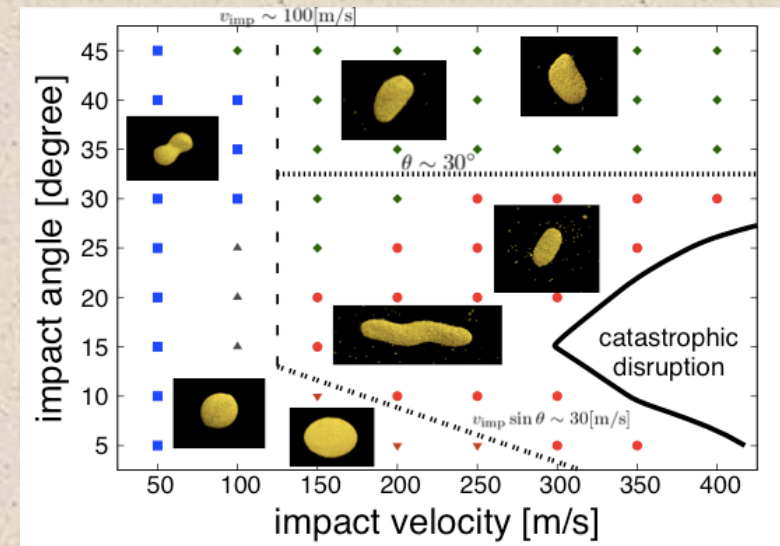 v_imp ∼ 100[m/s]
45
40
35
30
25
20
15
10
5
impact angle [degree]
θ ∼ 30°
catastrophic
disruption
v_imp sin θ ∼ 30[m/s]
50 100 150 200 250 300 350 400
impact velocity [m/s]